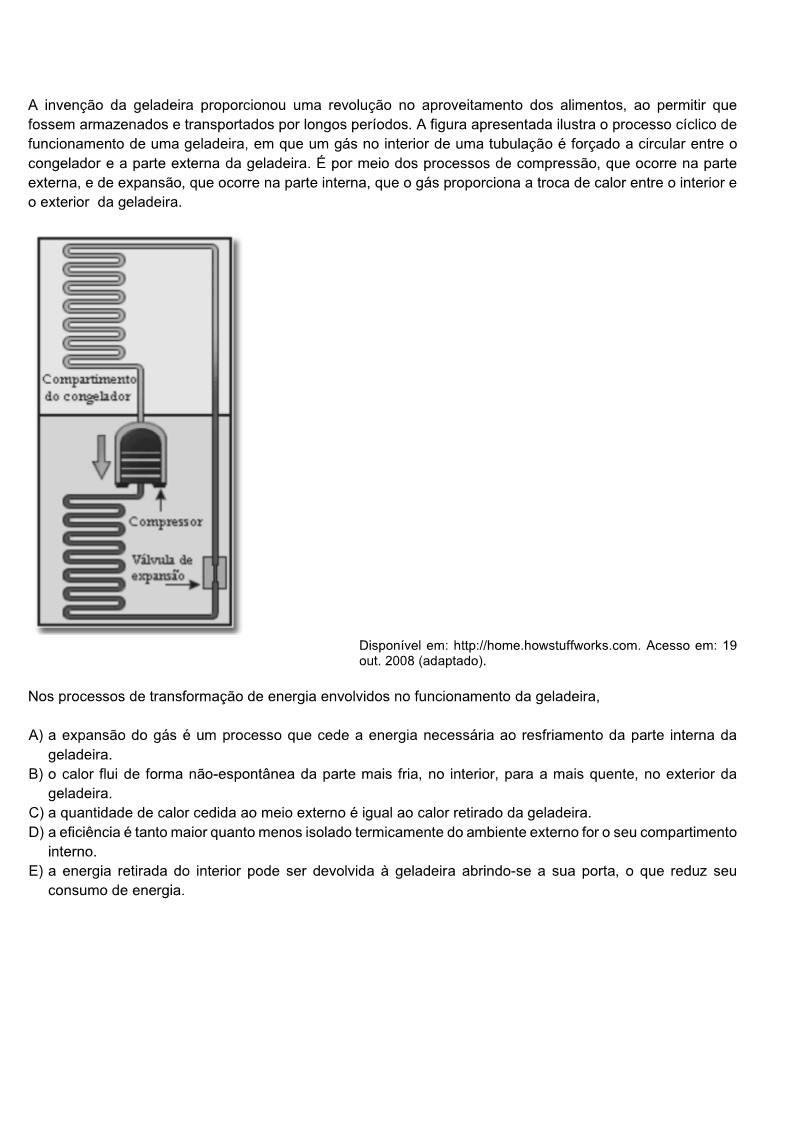 A invenção da geladeira proporcionou uma revolução no aproveitamento dos alimentos, ao permitir que
fossem armazenados e transportados por longos períodos. A figura apresentada ilustra o processo cíclico de
funcionamento de uma geladeira, em que um gás no interior de uma tubulação é forçado a circular entre o
congelador e a parte externa da geladeira. É por meio dos processos de compressão, que ocorre na parte
externa, e de expansão, que ocorre na parte interna, que o gás proporciona a troca de calor entre o interior e
o exterior da geladeira.
Compartimento
do congelador
Compressor
Válvula de
expansão
Disponível em: http://home.howstuffworks.com. Acesso em: 19
out. 2008 (adaptado).
Nos processos de transformação de energia envolvidos no funcionamento da geladeira,
A) a expansão do gás é um processo que cede a energia necessária ao resfriamento da parte interna da
geladeira.
B) o calor flui de forma não-espontânea da parte mais fria, no interior, para a mais quente, no exterior da
geladeira.
C) a quantidade de calor cedida ao meio externo é igual ao calor retirado da geladeira.
D) a eficiência é tanto maior quanto menos isolado termicamente do ambiente externo for o seu compartimento
interno.
E) a energia retirada do interior pode ser devolvida à geladeira abrindo-se a sua porta, o que reduz seu
consumo de energia.